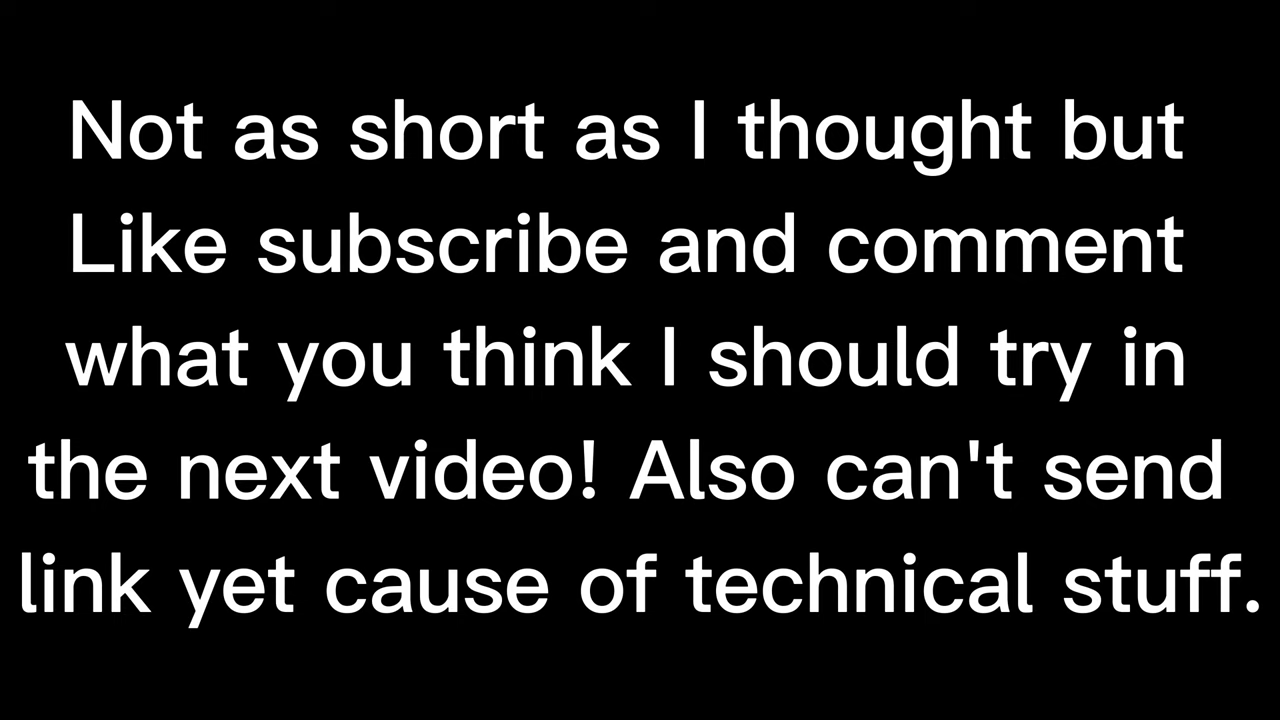 Not as short as I thought but
Like subscribe and comment
what you think I should try in
the next video! Also can't send
link yet cause of technical stuff.